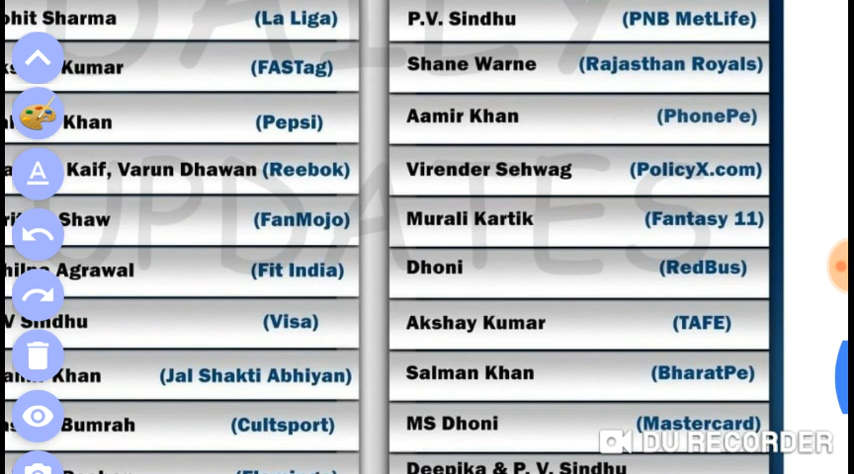 Sharma (La Liga)
Kumar (FASTag)
Khan (Pepsi)
Kaif, Varun Dhawan (Reebok)
Shaw (FanMojo)
Agrawal (Fit India)
(Visa)
Khan (Jal Shakti Abhiyan)
Bumrah (Cultsport)
P.V. Sindhu (PNB MetLife)
Shane Warne (Rajasthan Royals)
Aamir Khan (PhonePe)
Virender Sehwag (PolicyX.com)
Murali Kartik (Fantasy 11)
Dhoni (RedBus)
Akshay Kumar (TAFE)
Salman Khan (BharatPe)
MS Dhoni (Mastercard)
Deepika & P. V. Sindhu
DAILY
UPDATES
DU RECORDER